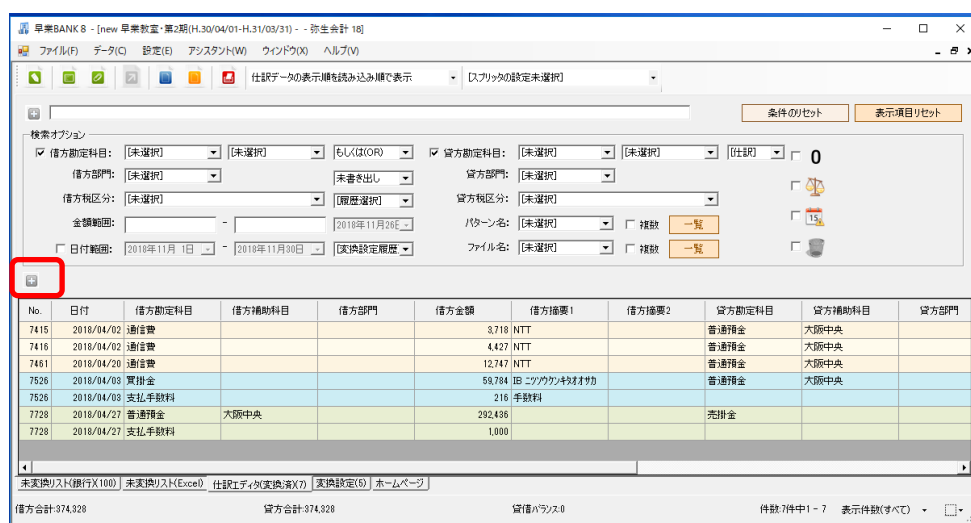 早業BANK 8 - [new 早業教室・第2期(H.30/04/01-H.31/03/31) - - 弥生会計 18]
ファイル(F) データ(C) 設定(E) アシスタント(W) ウィンドウ(X) ヘルプ(V)
仕訳データの表示順を読み込み順で表示 [スプリッタの設定未選択]
条件のリセット 表示項目リセット
検索オプション
借方勘定科目: [未選択] [未選択] もしくは(OR) 貸方勘定科目: [未選択] [未選択] [仕訳] 0
借方部門: [未選択] 未書き出し 貸方部門: [未選択]
借方税区分: [未選択] [履歴選択] 貸方税区分: [未選択]
金額範囲: - 2018年11月26E パターン名: [未選択] 複数 一覧 15
日付範囲: 2018年11月 1日 - 2018年11月30日 [変換設定履歴 ファイル名: [未選択] 複数 一覧
No. 日付 借方勘定科目 借方補助科目 借方部門 借方金額 借方摘要1 借方摘要2 貸方勘定科目 貸方補助科目 貸方部門
7415 2018/04/02 通信費 3,718 NTT 普通預金 大阪中央
7416 2018/04/02 通信費 4,427 NTT 普通預金 大阪中央
7461 2018/04/20 通信費 12,747 NTT 普通預金 大阪中央
7526 2018/04/03 買掛金 59,784 IB ニツソウケンキタオオサカ 普通預金 大阪中央
7526 2018/04/03 支払手数料 216 手数料
7728 2018/04/27 普通預金 大阪中央 292,436 売掛金
7728 2018/04/27 支払手数料 1,000
未変換リスト(銀行)(100) 未変換リスト(Excel) 仕訳エディタ(変換済)(7) 変換設定(5) ホームページ
借方合計:374,328 貸方合計:374,328 貸借バランス:0 件数:7件中1 - 7 表示件数(すべて)